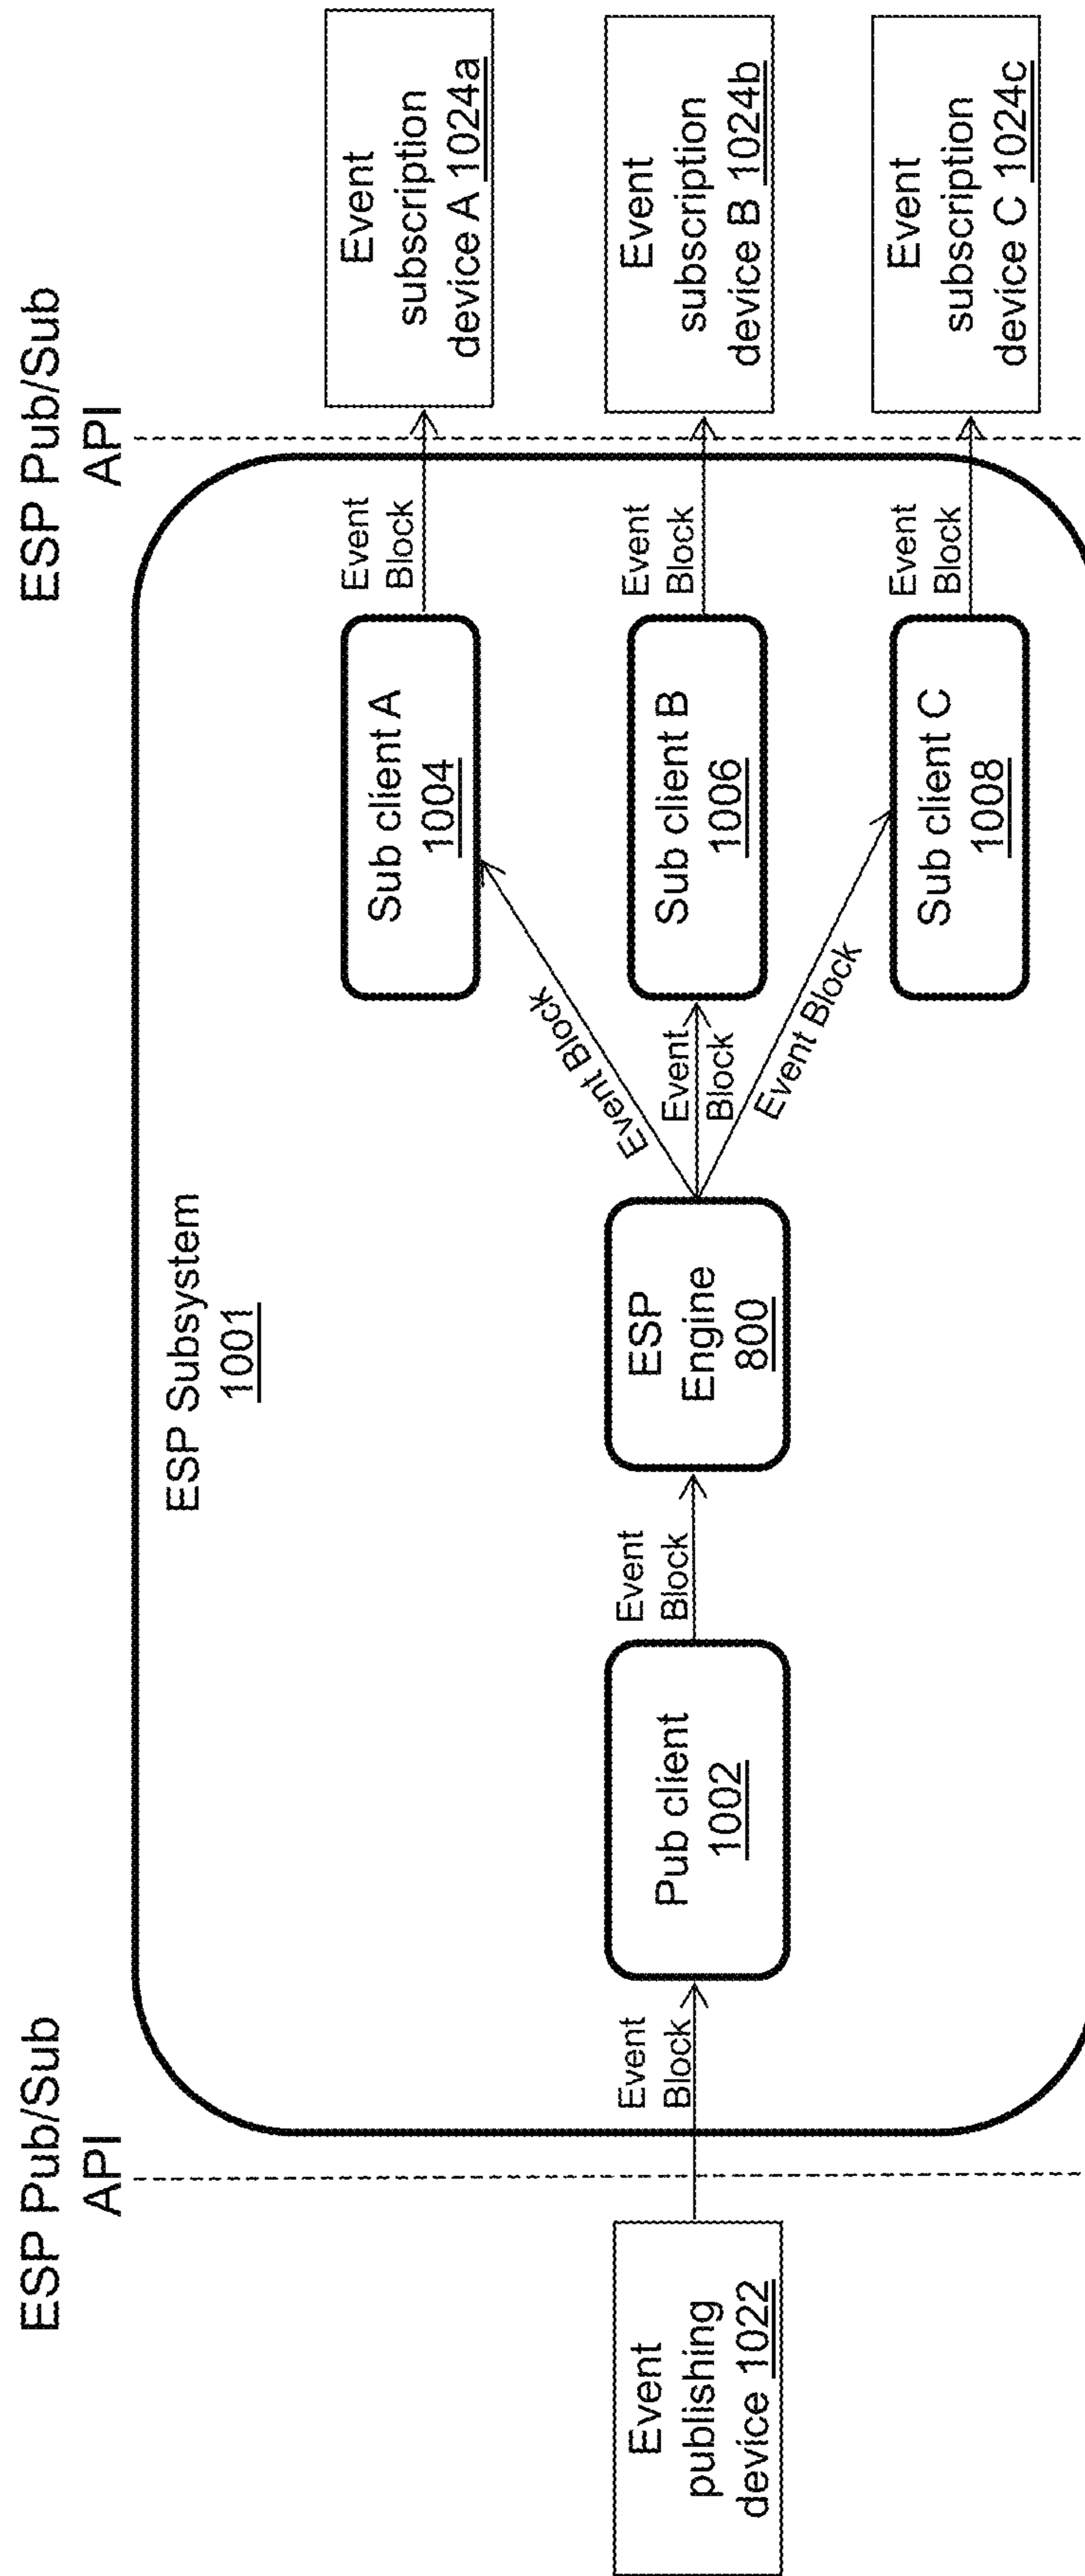 ESP Pub/Sub
API
ESP Pub/Sub
API
ESP Subsystem
1001
Event
publishing
device 1022
Event
Block
Pub client
1002
Event
Block
ESP
Engine
800
Event Block
Event
Block
Event Block
Sub client A
1004
Sub client B
1006
Sub client C
1008
Event
Block
Event
Block
Event
Block
Event
subscription
device A 1024a
Event
subscription
device B 1024b
Event
subscription
device C 1024c